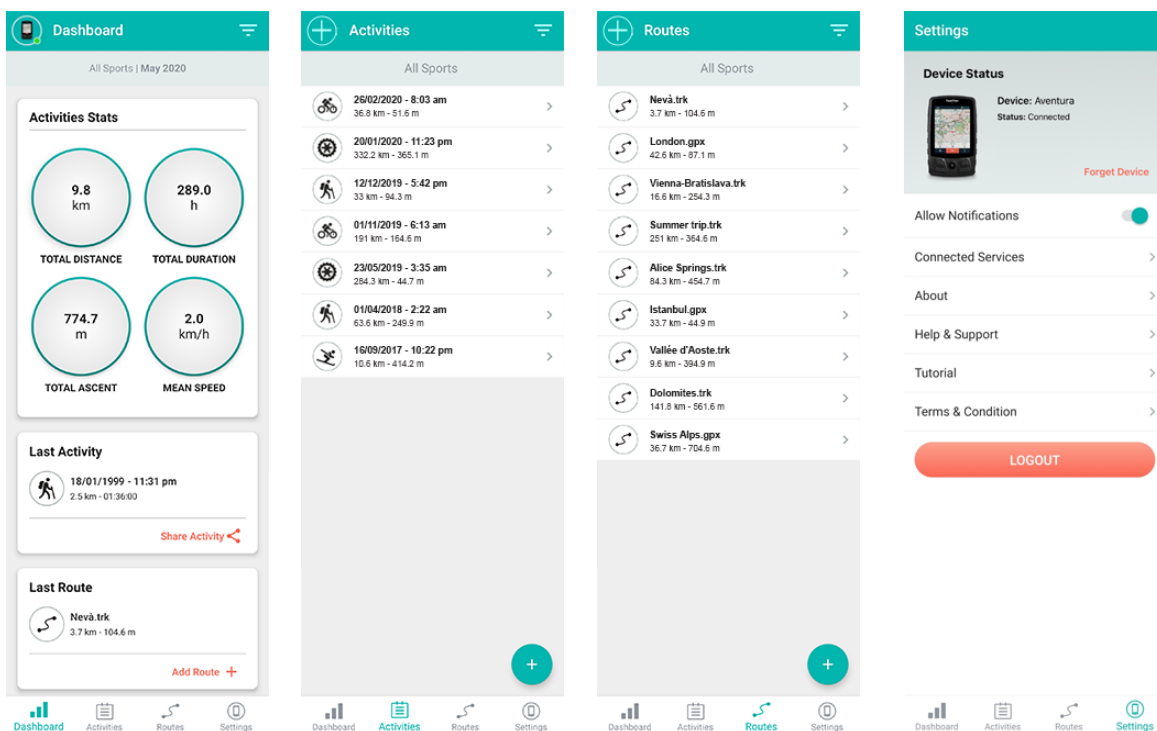 Dashboard
All Sports | May 2020
Activities Stats
9.8
km
289.0
h
TOTAL DISTANCE
TOTAL DURATION
774.7
m
2.0
km/h
TOTAL ASCENT
MEAN SPEED
Last Activity
18/01/1999 - 11:31 pm
2.5 km - 01:36:00
Share Activity
Last Route
Nevà.trk
3.7 km - 104.6 m
Add Route +
Dashboard
Activities
Routes
Settings
Activities
All Sports
26/02/2020 - 8:03 am
36.8 km - 51.6 m
20/01/2020 - 11:23 pm
332.2 km - 365.1 m
12/12/2019 - 5:42 pm
33 km - 94.3 m
01/11/2019 - 6:13 am
191 km - 164.6 m
23/05/2019 - 3:35 am
284.3 km - 44.7 m
01/04/2018 - 2:22 am
63.6 km - 249.9 m
16/09/2017 - 10:22 pm
10.6 km - 414.2 m
+
Dashboard
Activities
Routes
Settings
Routes
All Sports
Nevà.trk
3.7 km - 104.6 m
London.gpx
42.6 km - 87.1 m
Vienna-Bratislava.trk
16.6 km - 254.3 m
Summer trip.trk
251 km - 364.6 m
Alice Springs.trk
84.3 km - 454.7 m
Istanbul.gpx
33.7 km - 44.9 m
Vallée d'Aoste.trk
9.6 km - 394.9 m
Dolomites.trk
141.8 km - 561.6 m
Swiss Alps.gpx
36.7 km - 704.6 m
+
Dashboard
Activities
Routes
Settings
Settings
Device Status
Device: Aventura
Status: Connected
Forget Device
Allow Notifications
Connected Services
About
Help & Support
Tutorial
Terms & Condition
LOGOUT
Dashboard
Activities
Routes
Settings